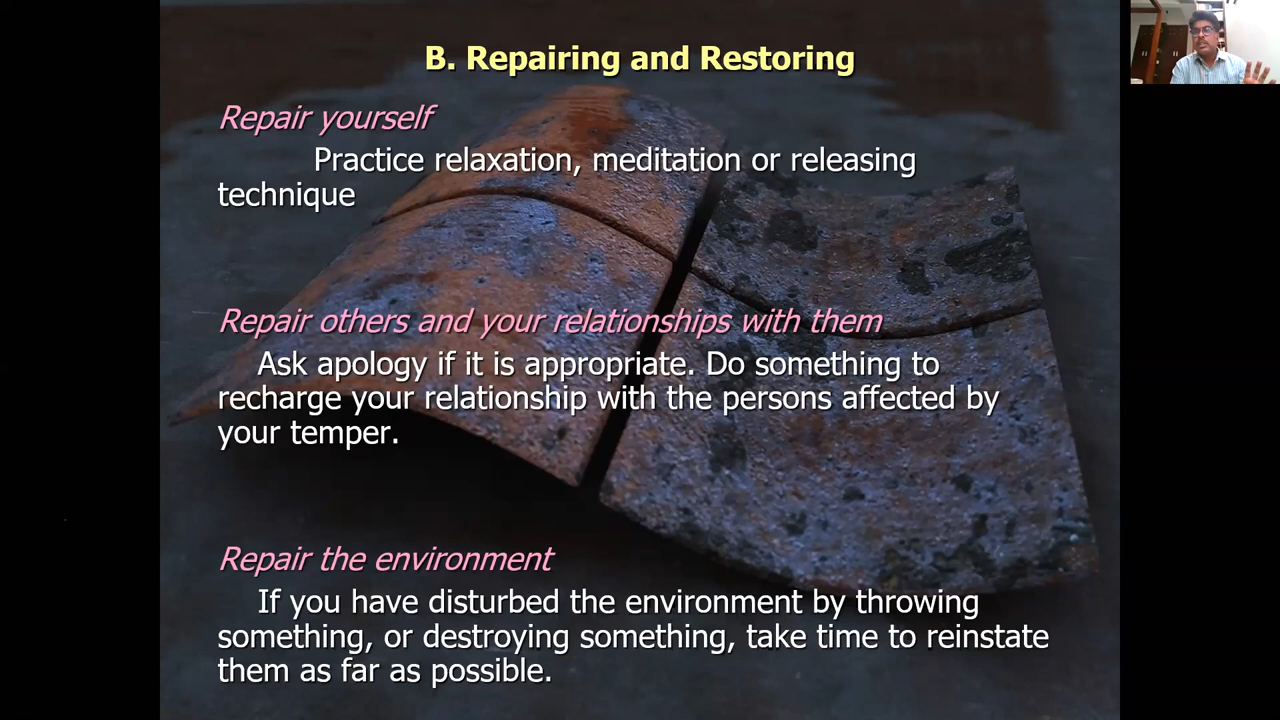 B. Repairing and Restoring
Repair yourself
Practice relaxation, meditation or releasing
technique
Repair others and your relationships with them
Ask apology if it is appropriate. Do something to
recharge your relationship with the persons affected by
your temper.
Repair the environment
If you have disturbed the environment by throwing
something, or destroying something, take time to reinstate
them as far as possible.